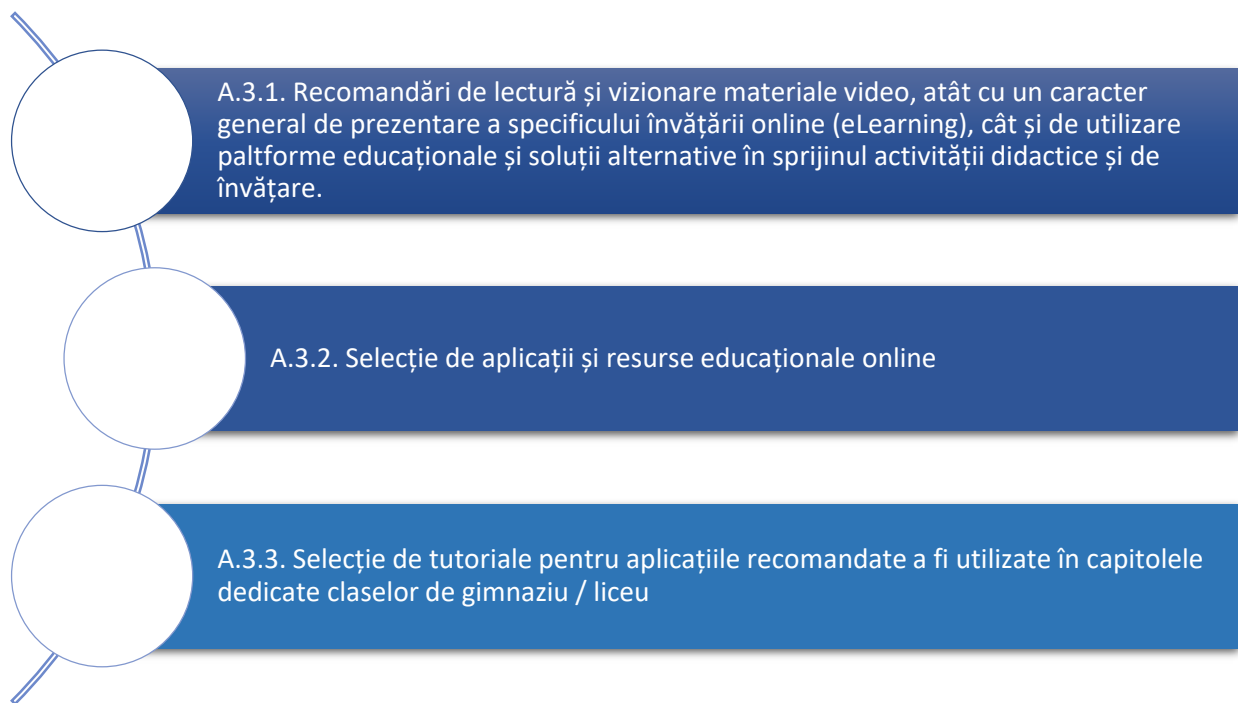 A.3.1. Recomandări de lectură și vizionare materiale video, atât cu un caracter
general de prezentare a specificului învățării online (eLearning), cât și de utilizare
paltforme educaționale și soluții alternative în sprijinul activității didactice și de
învățare.
A.3.2. Selecție de aplicații și resurse educaționale online
A.3.3. Selecție de tutoriale pentru aplicațiile recomandate a fi utilizate în capitolele
dedicate claselor de gimnaziu / liceu